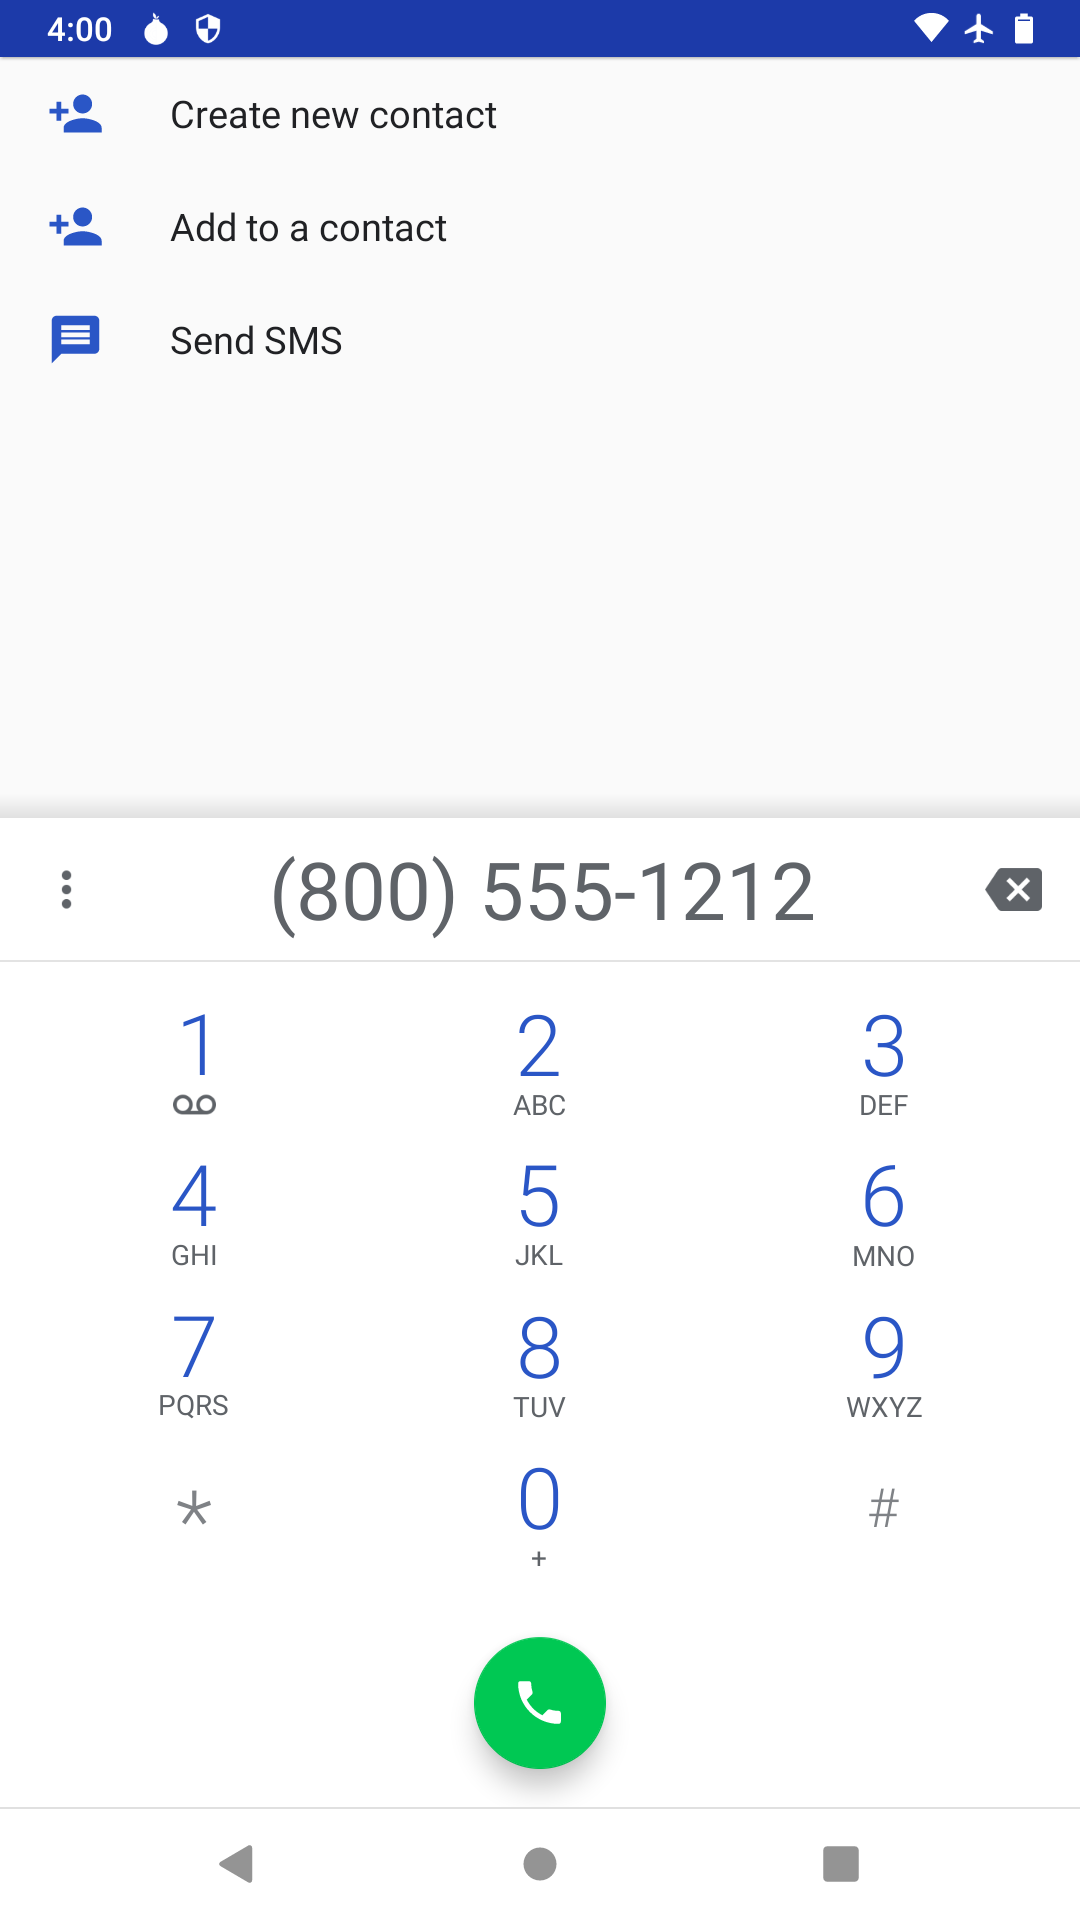 4:00
Create new contact
Add to a contact
Send SMS
(800) 555-1212
1 2 3
ABC DEF
4 5 6
GHI JKL MNO
7 8 9
PQRS TUV WXYZ
* 0 #
+